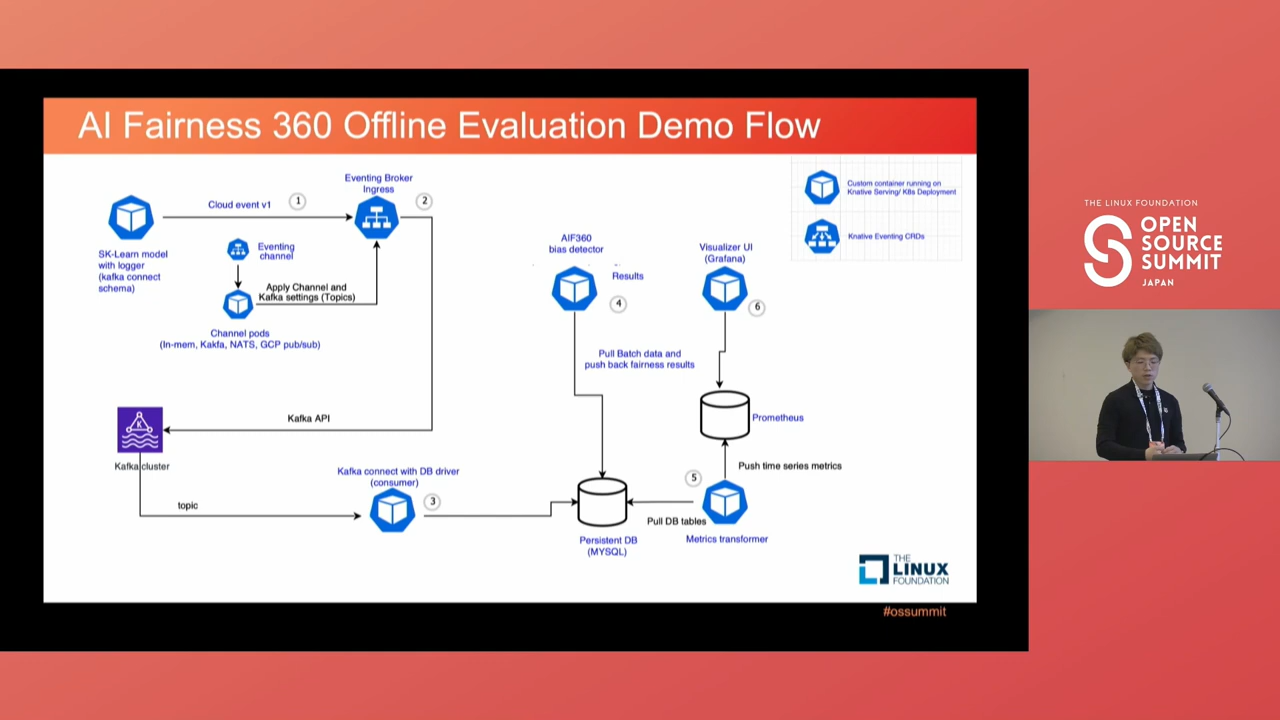 AI Fairness 360 Offline Evaluation Demo Flow
Eventing Broker
Ingress
Cloud event v1
1
2
SK-Learn model
with logger
(kafka connect
schema)
Eventing
channel
Apply Channel and
Kafka settings (Topics)
Channel pods
(In-mem, Kakfa, NATS, GCP pub/sub)
AIF360
bias detector
Results
4
Visualizer UI
(Grafana)
6
Custom container running on
Knative Serving/ K8s Deployment
Knative Eventing CRDs
Pull Batch data and
push back fairness results
K
Kafka API
Kafka cluster
Prometheus
Kafka connect with DB driver
(consumer)
3
topic
Push time series metrics
5
Pull DB tables
Persistent DB
(MYSQL)
Metrics transformer
THE
LINUX
FOUNDATION
#ossummit
THE LINUX FOUNDATION
OPEN
SOURCE
SUMMIT
JAPAN